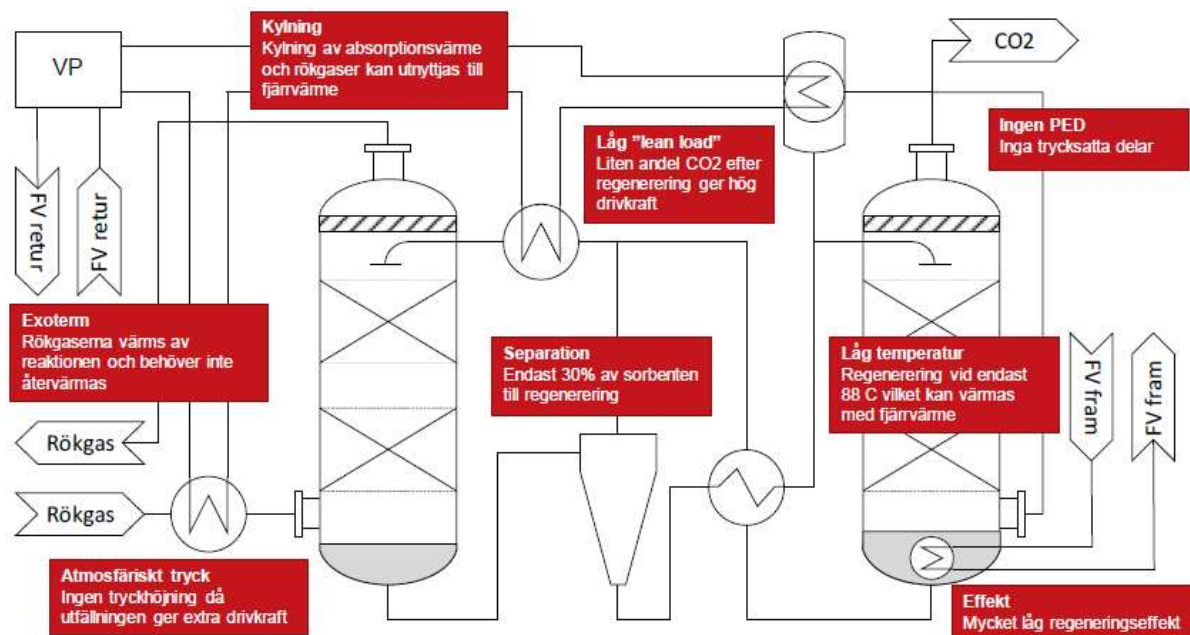 Kylning
Kylning av absorptionsvärme
och rökgaser kan utnyttjas till
fjärrvärme
VP
CO2
Ingen PED
Inga trycksatta delar
Låg "lean load"
Liten andel CO2 efter
regenerering ger hög
drivkraft
FV retur
FV retur
Exoterm
Rökgaserna värms av
reaktionen och behöver inte
återvärmas
Separation
Endast 30% av sorbenten
till regenerering
Låg temperatur
Regenerering vid endast
88 C vilket kan värmas
med fjärrvärme
FV fram
FV fram
Rökgas
Rökgas
Atmosfäriskt tryck
Ingen tryckhöjning då
utfällningen ger extra drivkraft
Effekt
Mycket låg regeneringseffekt